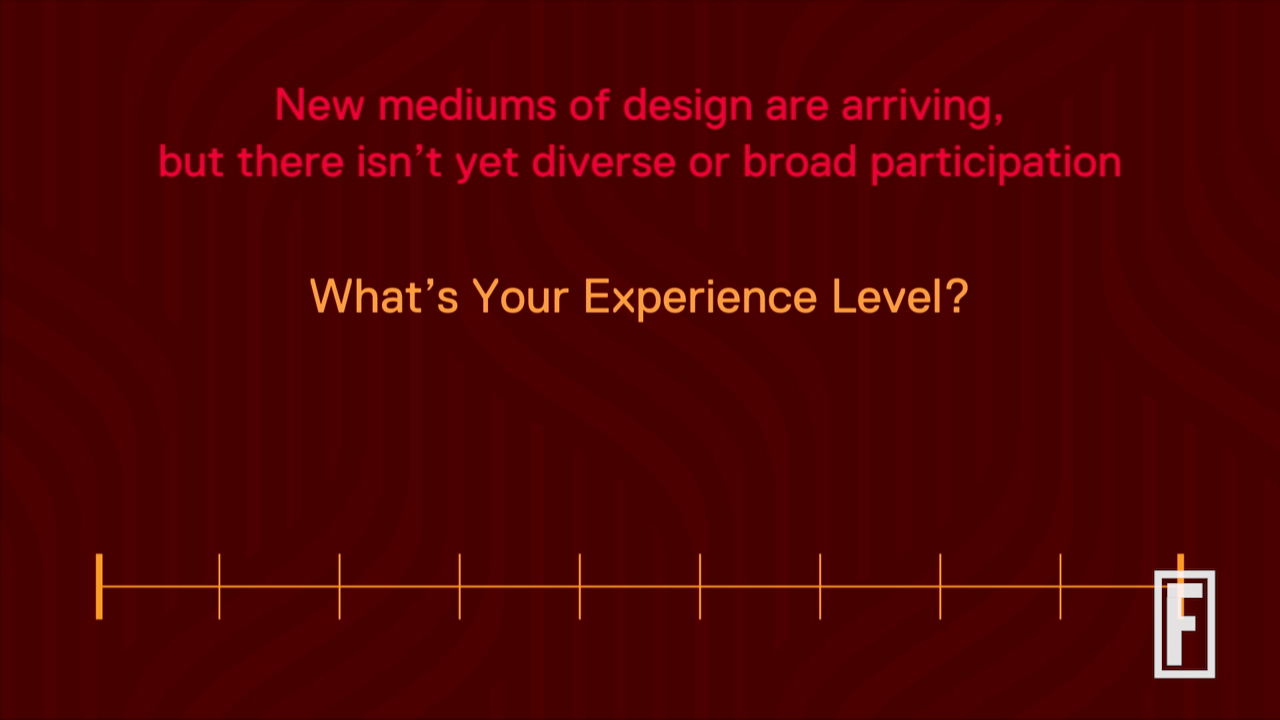 New mediums of design are arriving,
but there isn’t yet diverse or broad participation
What’s Your Experience Level?
F